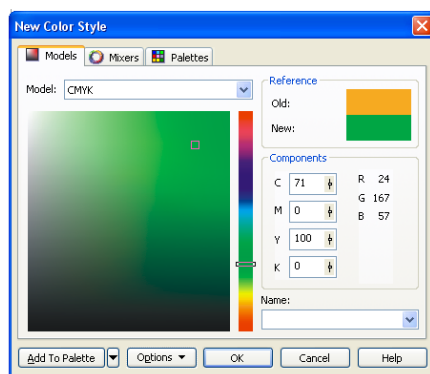 New Color Style
Models Mixers Palettes
Model: CMYK
Reference
Old:
New:
Components
C 71 R 24
M 0 G 167
Y 100 B 57
K 0
Name:
Add To Palette Options OK Cancel Help